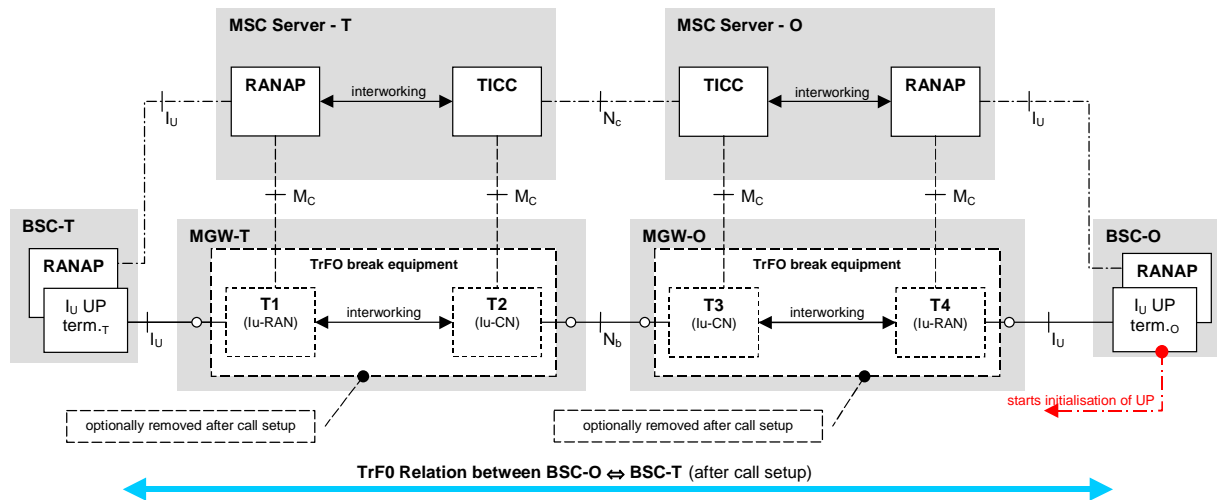 MSC Server - T
MSC Server - O
RANAP
interworking
TICC
TICC
interworking
RANAP
IU
Nc
IU
MC
MC
MC
MC
BSC-T
MGW-T
MGW-O
BSC-O
RANAP
TrFO break equipment
TrFO break equipment
RANAP
IU UP
term.T
T1
(Iu-RAN)
interworking
T2
(Iu-CN)
T3
(Iu-CN)
interworking
T4
(Iu-RAN)
IU UP
term.O
IU
Nb
IU
starts initialisation of UP
optionally removed after call setup
optionally removed after call setup
TrF0 Relation between BSC-O ⇔ BSC-T (after call setup)